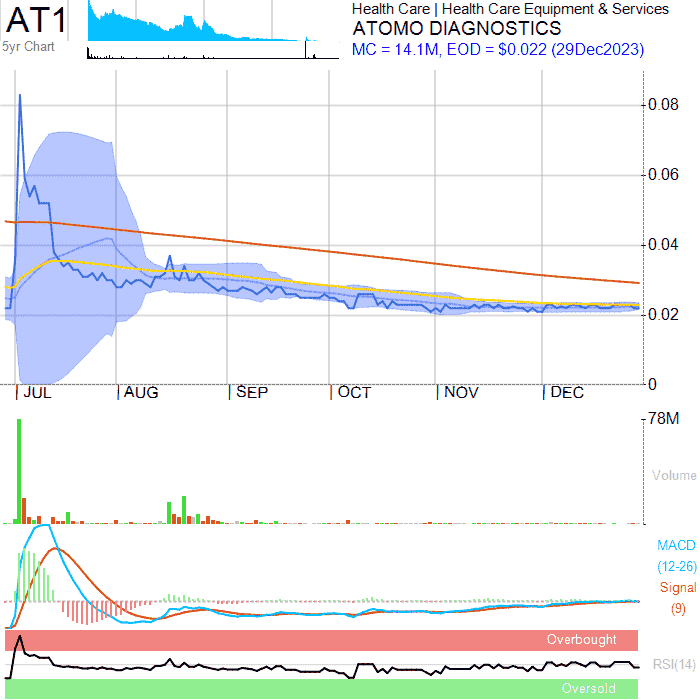 AT1
5yr Chart
Health Care | Health Care Equipment & Services
ATOMO DIAGNOSTICS
MC = 14.1M, EOD = $0.022 (29Dec2023)
0.08
0.06
0.04
0.02
0
JUL AUG SEP OCT NOV DEC
78M
Volume
MACD
(12-26)
Signal
(9)
Overbought
RSI(14)
Oversold